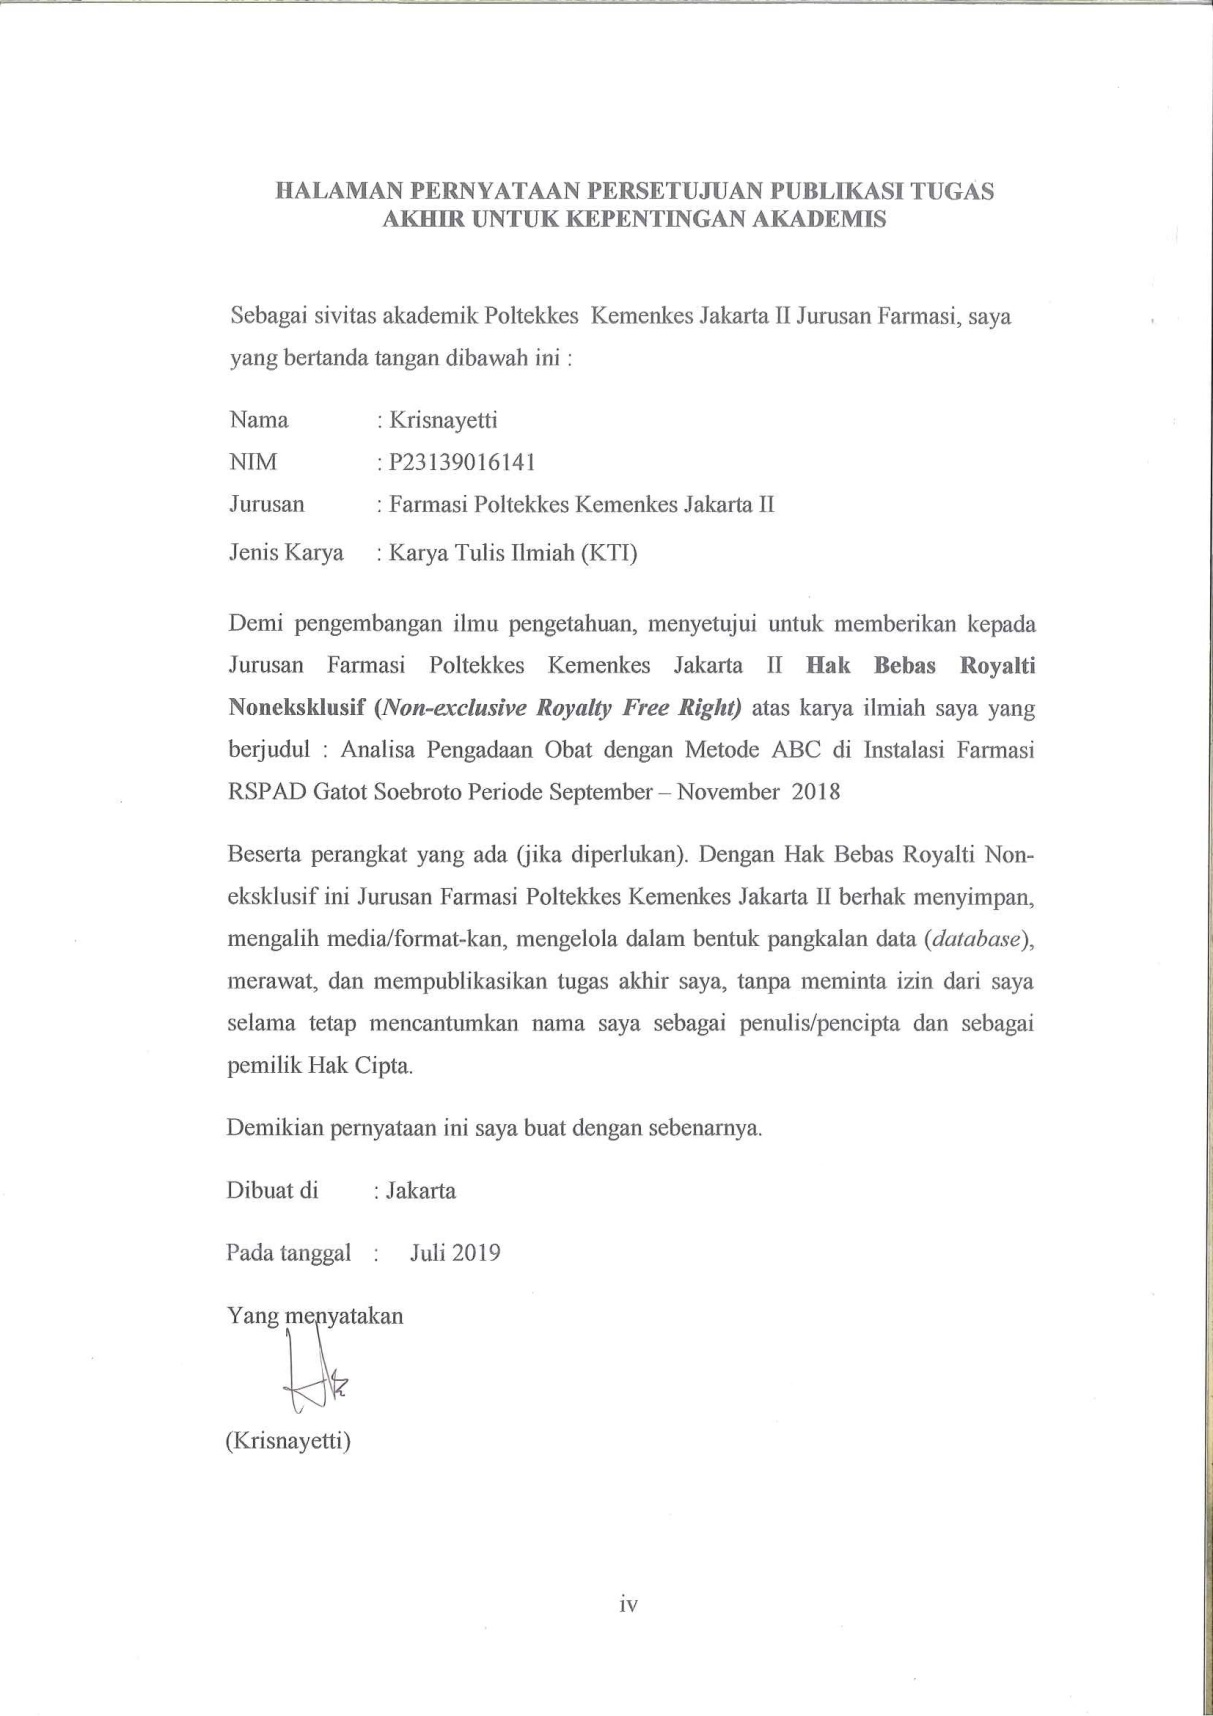 HALAMAN PERNYATAAN PERSETUJUAN PUBLIKASI TUGAS
AKHIR UNTUK KEPENTINGAN AKADEMIS
Sebagai sivitas akademik Poltekkes Kemenkes Jakarta II Jurusan Farmasi, saya
yang bertanda tangan dibawah ini :
Nama : Krisnayetti
NIM : P23139016141
Jurusan : Farmasi Poltekkes Kemenkes Jakarta II
Jenis Karya : Karya Tulis Ilmiah (KTI)
Demi pengembangan ilmu pengetahuan, menyetujui untuk memberikan kepada
Jurusan Farmasi Poltekkes Kemenkes Jakarta II Hak Bebas Royalti
Noneksklusif (Non-exclusive Royalty Free Right) atas karya ilmiah saya yang
berjudul : Analisa Pengadaan Obat dengan Metode ABC di Instalasi Farmasi
RSPAD Gatot Soebroto Periode September – November 2018
Beserta perangkat yang ada (jika diperlukan). Dengan Hak Bebas Royalti Non-
eksklusif ini Jurusan Farmasi Poltekkes Kemenkes Jakarta II berhak menyimpan,
mengalih media/format-kan, mengelola dalam bentuk pangkalan data (database),
merawat, dan mempublikasikan tugas akhir saya, tanpa meminta izin dari saya
selama tetap mencantumkan nama saya sebagai penulis/pencipta dan sebagai
pemilik Hak Cipta.
Demikian pernyataan ini saya buat dengan sebenarnya.
Dibuat di : Jakarta
Pada tanggal : Juli 2019
Yang menyatakan
(Krisnayetti)
iv